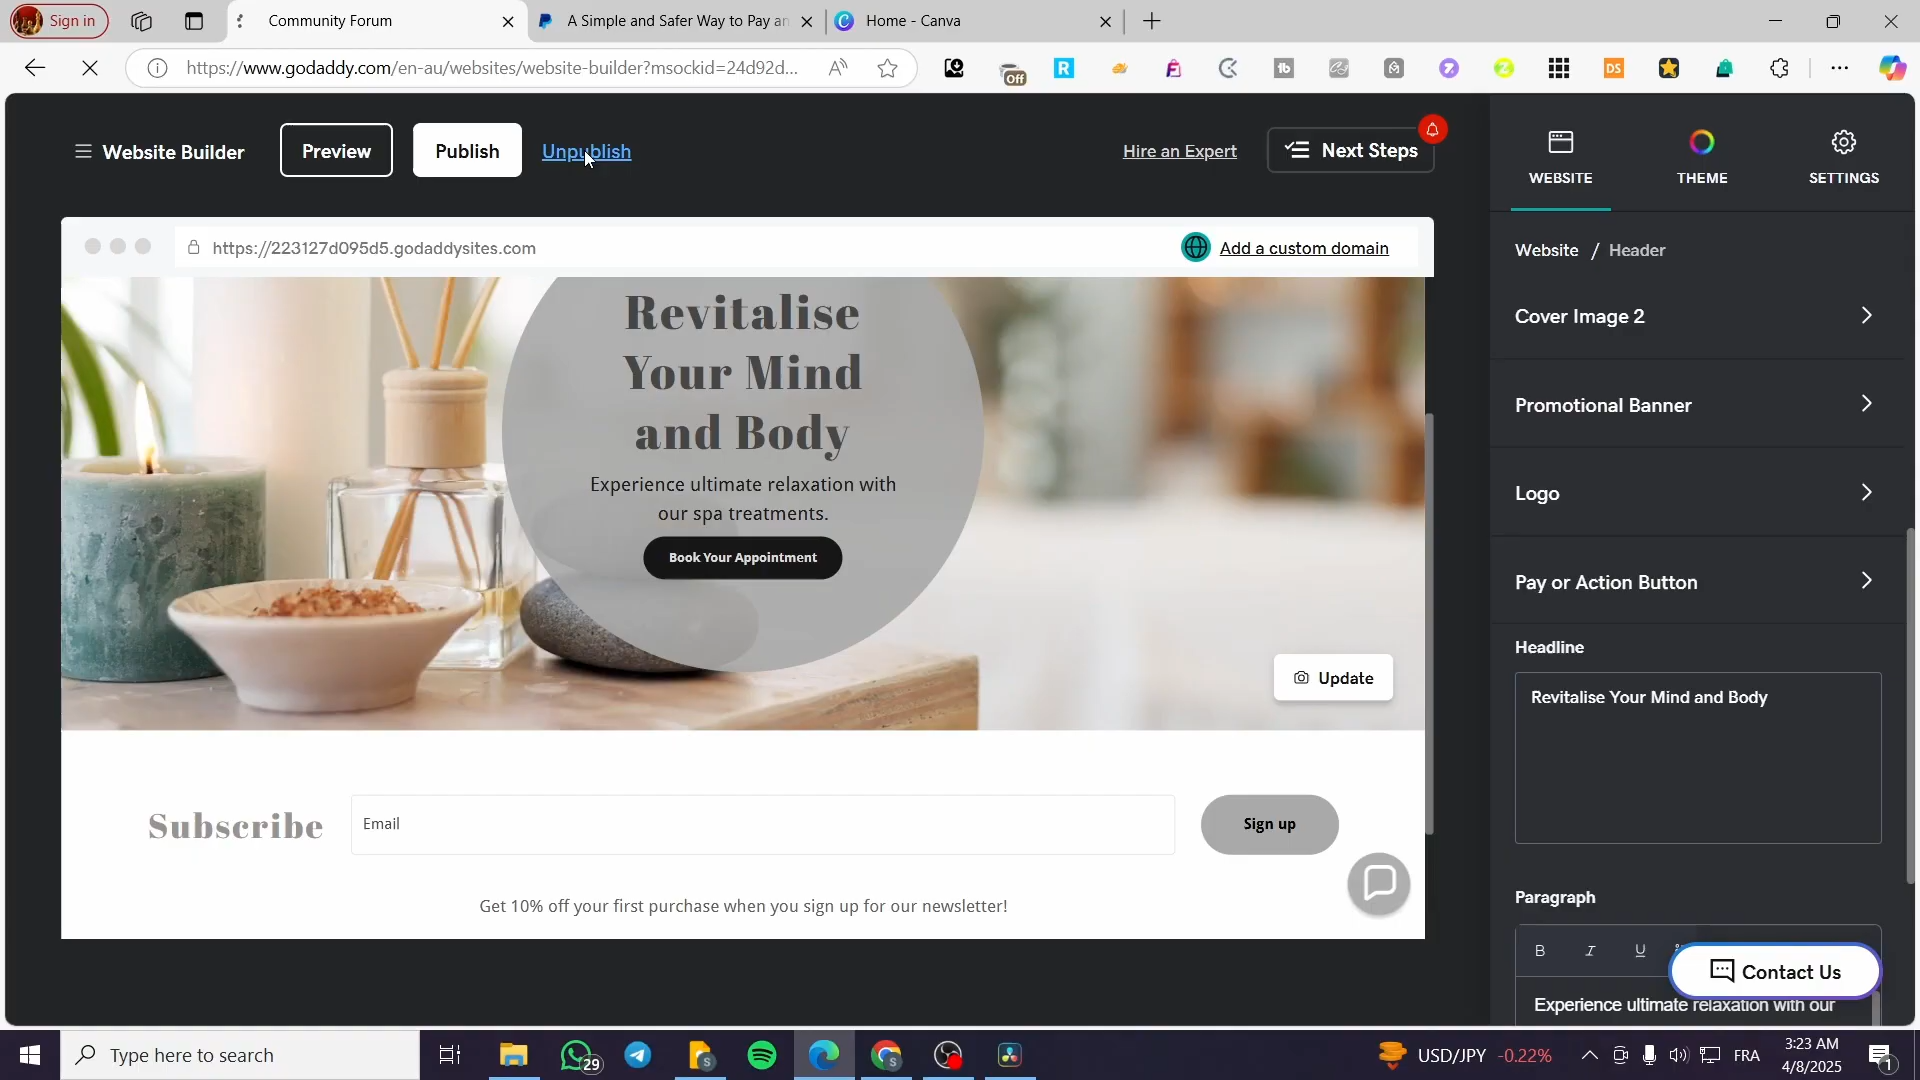 Sign in
Community Forum
A Simple and Safer Way to Pay an
Home - Canva
https://www.godaddy.com/en-au/websites/website-builder?msockid=24d92d...
Off
DS
Website Builder
Preview
Publish
Unpublish
Hire an Expert
Next Steps
WEBSITE
THEME
SETTINGS
https://223127d095d5.godaddysites.com
Add a custom domain
Website / Header
Revitalise
Your Mind
and Body
Experience ultimate relaxation with
our spa treatments.
Book Your Appointment
Update
Subscribe
Email
Sign up
Get 10% off your first purchase when you sign up for our newsletter!
Cover Image 2
Promotional Banner
Logo
Pay or Action Button
Headline
Revitalise Your Mind and Body
Paragraph
B I U
Contact Us
Experience ultimate relaxation with our
Type here to search
29
USD/JPY -0.22%
FRA
3:23 AM
4/8/2025
1